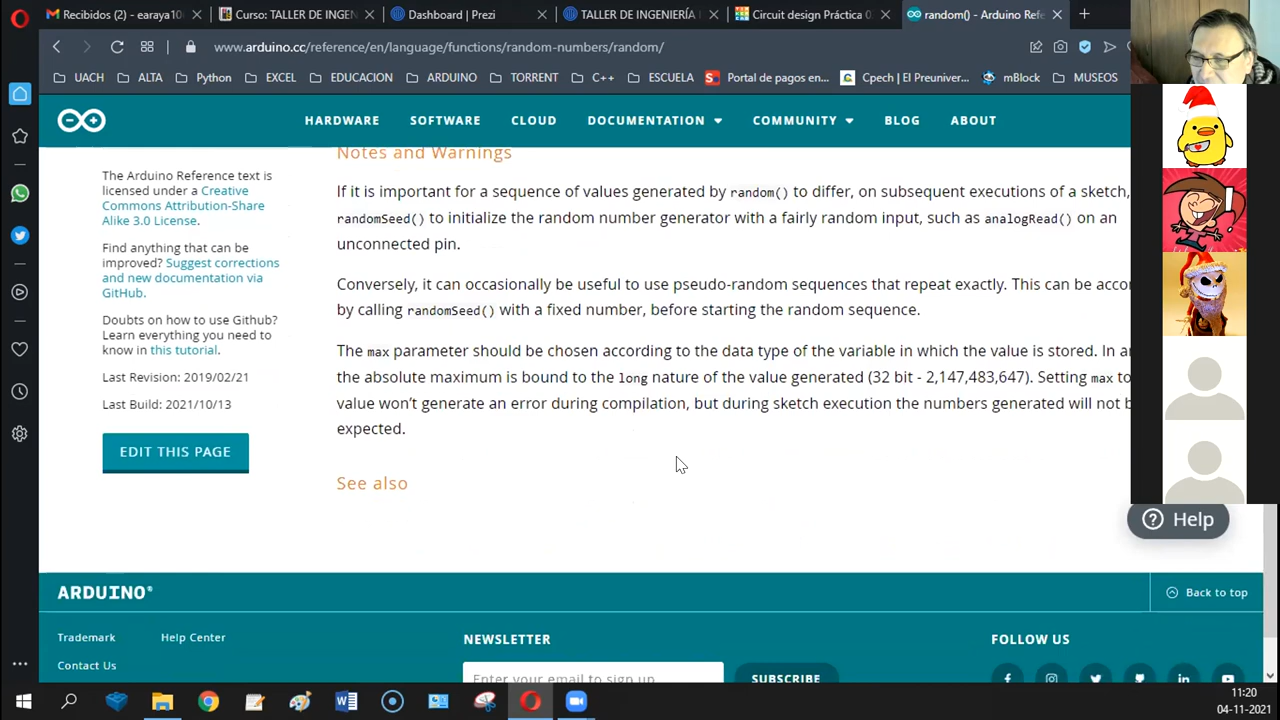 Recibidos (2) - earaya10
Curso: TALLER DE INGEN
Dashboard | Prezi
TALLER DE INGENIERÍA
Circuit design Práctica 0
random() - Arduino Refe
www.arduino.cc/reference/en/language/functions/random-numbers/random/
UACH
ALTA
Python
EXCEL
EDUCACION
ARDUINO
TORRENT
C++
ESCUELA
Portal de pagos en...
Cpech | El Preuniver...
mBlock
MUSEOS
HARDWARE
SOFTWARE
CLOUD
DOCUMENTATION
COMMUNITY
BLOG
ABOUT
The Arduino Reference text is
licensed under a Creative
Commons Attribution-Share
Alike 3.0 License.
Find anything that can be
improved? Suggest corrections
and new documentation via
GitHub.
Doubts on how to use Github?
Learn everything you need to
know in this tutorial.
Last Revision: 2019/02/21
Last Build: 2021/10/13
EDIT THIS PAGE
Notes and Warnings
If it is important for a sequence of values generated by random() to differ, on subsequent executions of a sketch,
randomSeed() to initialize the random number generator with a fairly random input, such as analogRead() on an
unconnected pin.
Conversely, it can occasionally be useful to use pseudo-random sequences that repeat exactly. This can be acco
by calling randomSeed() with a fixed number, before starting the random sequence.
The max parameter should be chosen according to the data type of the variable in which the value is stored. In a
the absolute maximum is bound to the long nature of the value generated (32 bit - 2,147,483,647). Setting max to
value won't generate an error during compilation, but during sketch execution the numbers generated will not b
expected.
See also
Help
ARDUINO®
Back to top
Trademark
Help Center
Contact Us
NEWSLETTER
Enter your email to sign up
SUBSCRIBE
FOLLOW US
11:20
04-11-2021